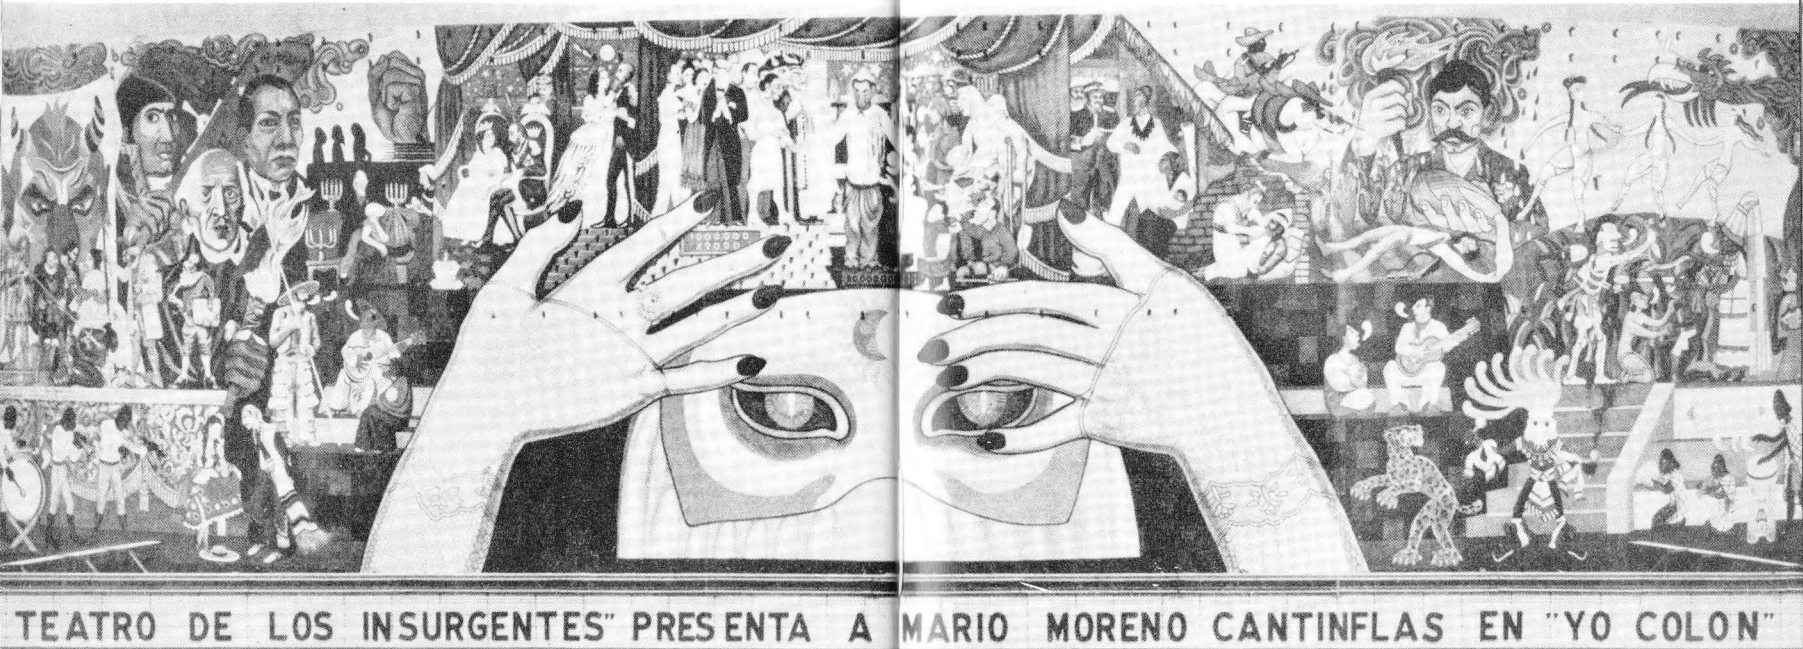 TEATRO DE LOS INSURGENTES" PRESENTA A MARIO MORENO CANTINFLAS EN "YO COLON"